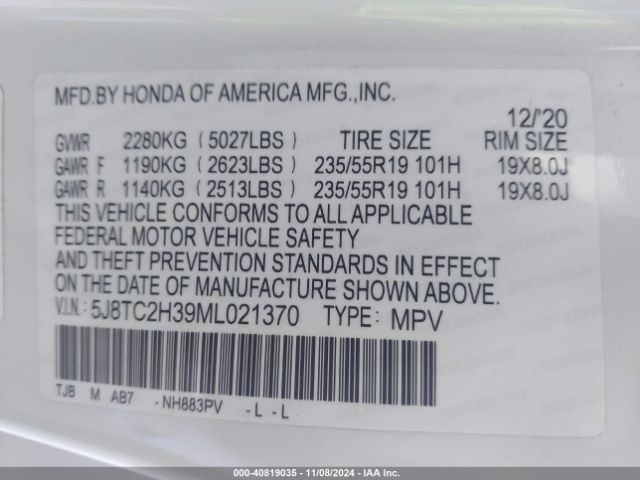 MFD.BY HONDA OF AMERICA MFG.,INC.
12/'20
GVWR 2280KG (5027LBS) TIRE SIZE RIM SIZE
GAWR F 1190KG (2623LBS) 235/55R19 101H 19X8.0J
GAWR R 1140KG (2513LBS) 235/55R19 101H 19X8.0J
THIS VEHICLE CONFORMS TO ALL APPLICABLE
FEDERAL MOTOR VEHICLE SAFETY
AND THEFT PREVENTION STANDARDS IN EFFECT
ON THE DATE OF MANUFACTURE SHOWN ABOVE.
V.I.N.: 5J8TC2H39ML021370 TYPE: MPV
TJB M AB7 -NH883PV -L -L
000-40819035 - 11/08/2024 - IAA Inc.